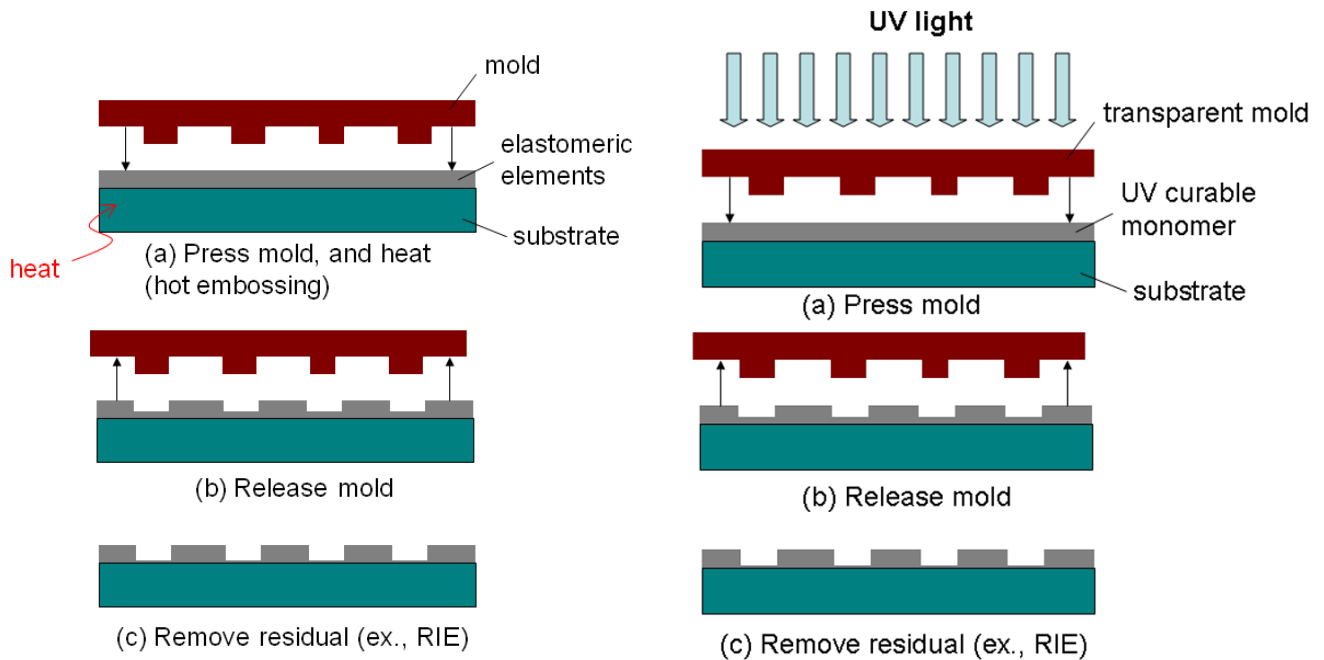 mold
elastomeric
elements
substrate
heat
(a) Press mold, and heat
(hot embossing)
(b) Release mold
(c) Remove residual (ex., RIE)
UV light
transparent mold
UV curable
monomer
substrate
(a) Press mold
(b) Release mold
(c) Remove residual (ex., RIE)